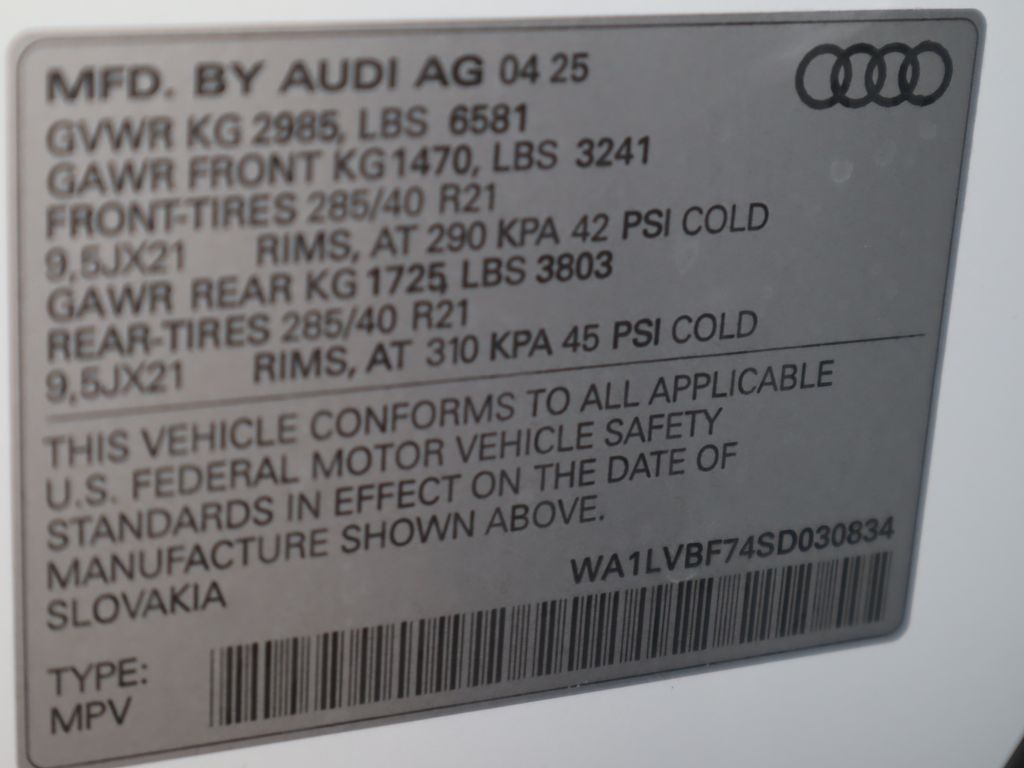 MFD. BY AUDI AG 04 25
GVWR KG 2985, LBS 6581
GAWR FRONT KG 1470, LBS 3241
FRONT-TIRES 285/40 R21
9,5JX21 RIMS, AT 290 KPA 42 PSI COLD
GAWR REAR KG 1725, LBS 3803
REAR-TIRES 285/40 R21
9,5JX21 RIMS, AT 310 KPA 45 PSI COLD
THIS VEHICLE CONFORMS TO ALL APPLICABLE
U.S. FEDERAL MOTOR VEHICLE SAFETY
STANDARDS IN EFFECT ON THE DATE OF
MANUFACTURE SHOWN ABOVE.
SLOVAKIA
WA1LVBF74SD030834
TYPE:
MPV